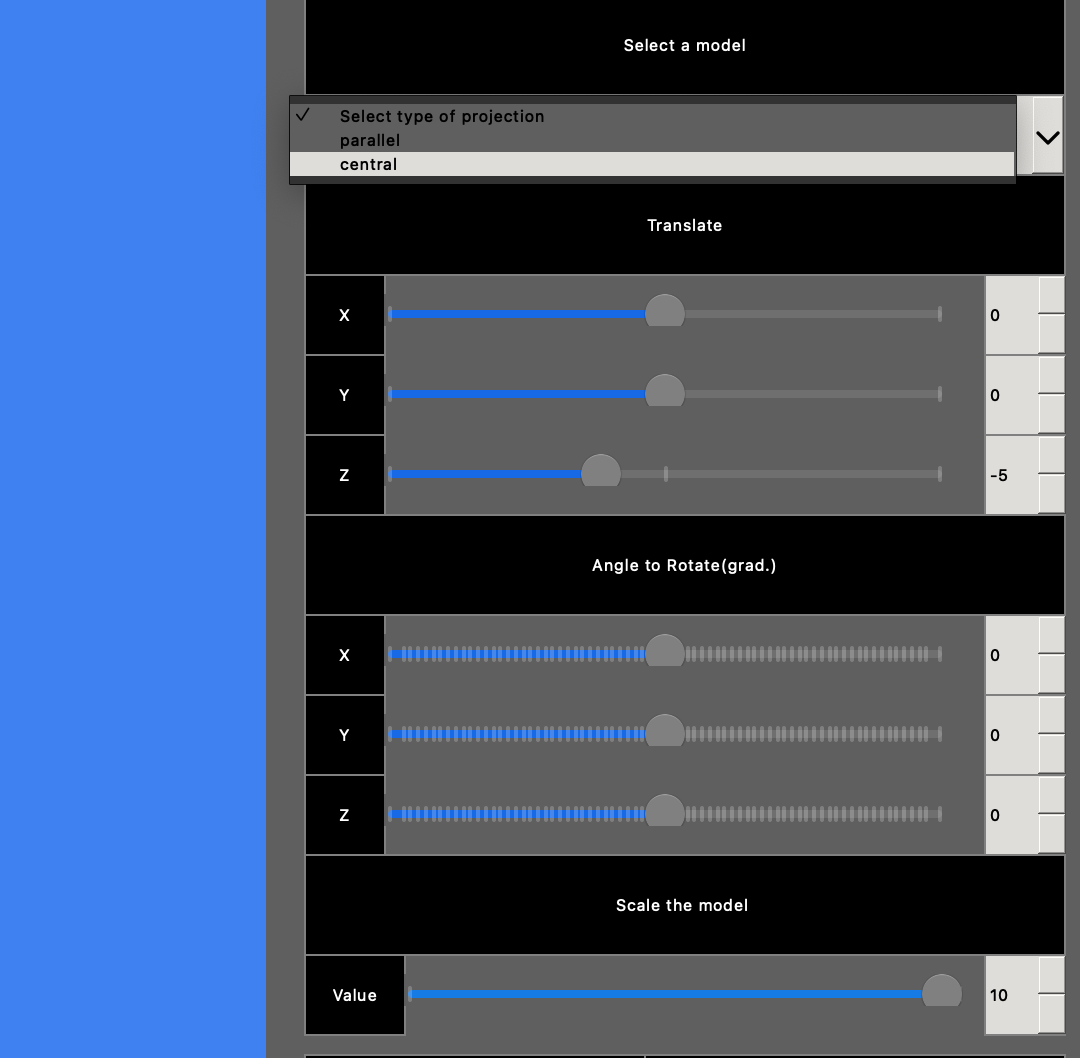 Select a model
✓ Select type of projection
parallel
central
Translate
X 0
Y 0
Z -5
Angle to Rotate(grad.)
X 0
Y 0
Z 0
Scale the model
Value 10